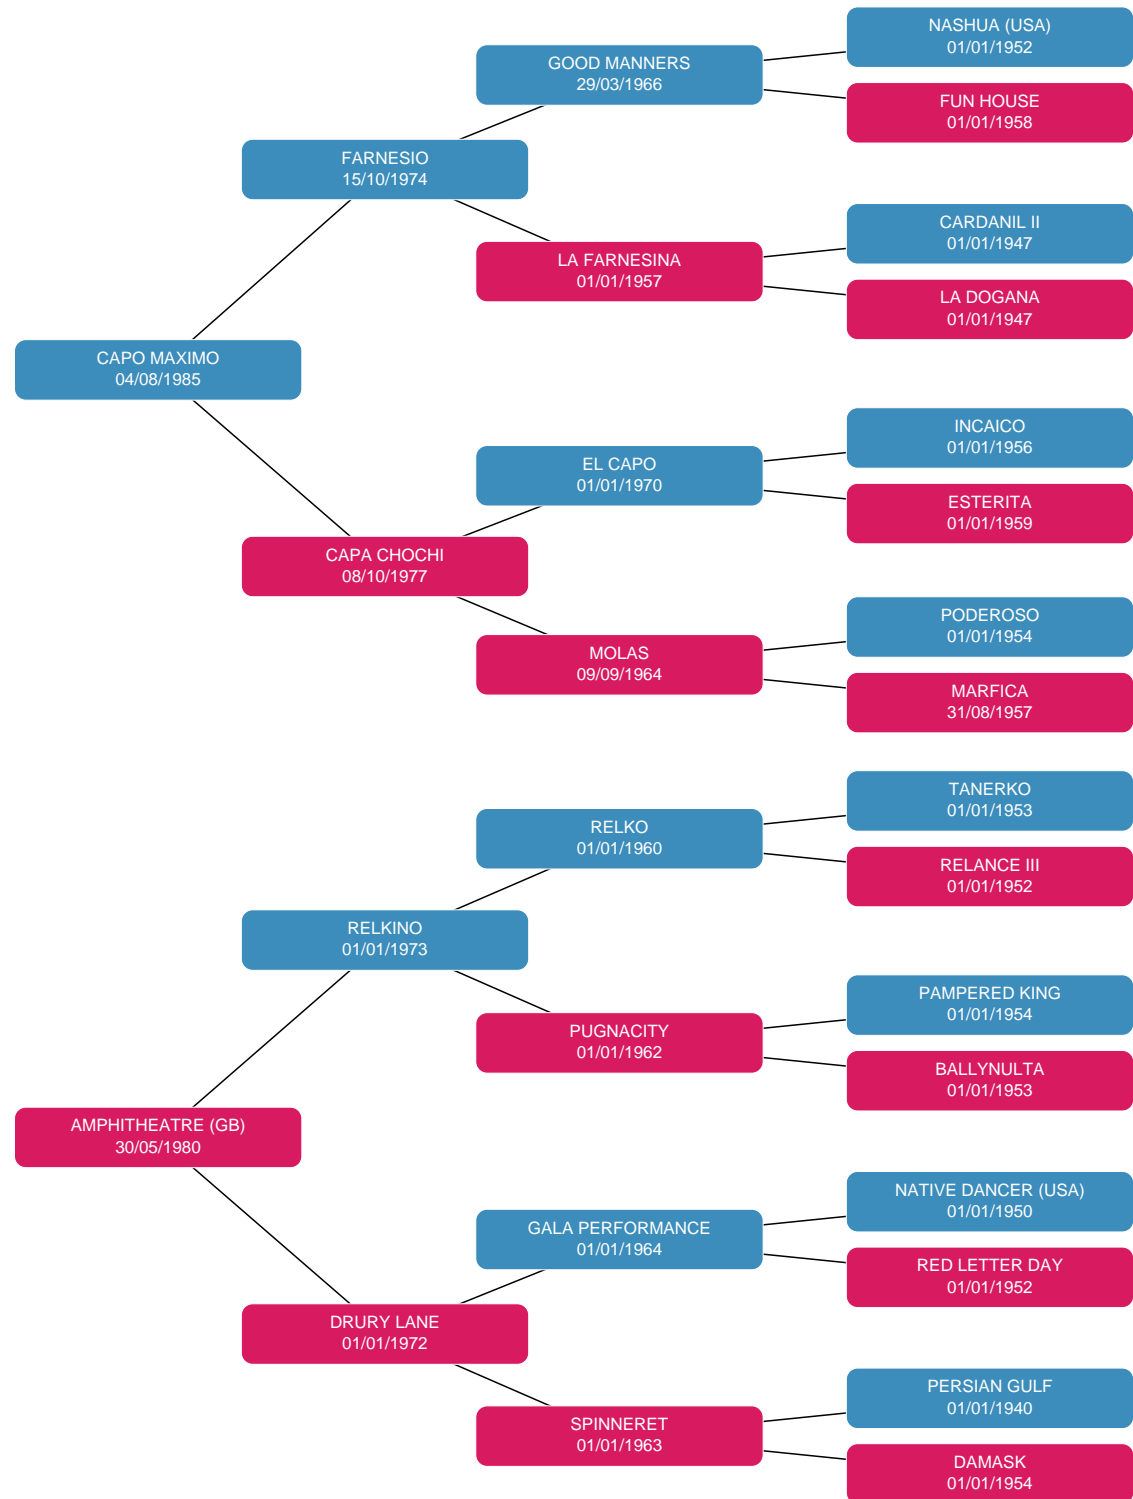 NASHUA (USA)
01/01/1952
GOOD MANNERS
29/03/1966
FUN HOUSE
01/01/1958
FARNESIO
15/10/1974
CARDANIL II
01/01/1947
LA FARNESINA
01/01/1957
LA DOGANA
01/01/1947
CAPO MAXIMO
04/08/1985
INCAICO
01/01/1956
EL CAPO
01/01/1970
ESTERITA
01/01/1959
CAPA CHOCHI
08/10/1977
PODEROSO
01/01/1954
MOLAS
09/09/1964
MARFICA
31/08/1957
TANERKO
01/01/1953
RELKO
01/01/1960
RELANCE III
01/01/1952
RELKINO
01/01/1973
PAMPERED KING
01/01/1954
PUGNACITY
01/01/1962
BALLYNULTA
01/01/1953
AMPHITHEATRE (GB)
30/05/1980
NATIVE DANCER (USA)
01/01/1950
GALA PERFORMANCE
01/01/1964
RED LETTER DAY
01/01/1952
DRURY LANE
01/01/1972
PERSIAN GULF
01/01/1940
SPINNERET
01/01/1963
DAMASK
01/01/1954